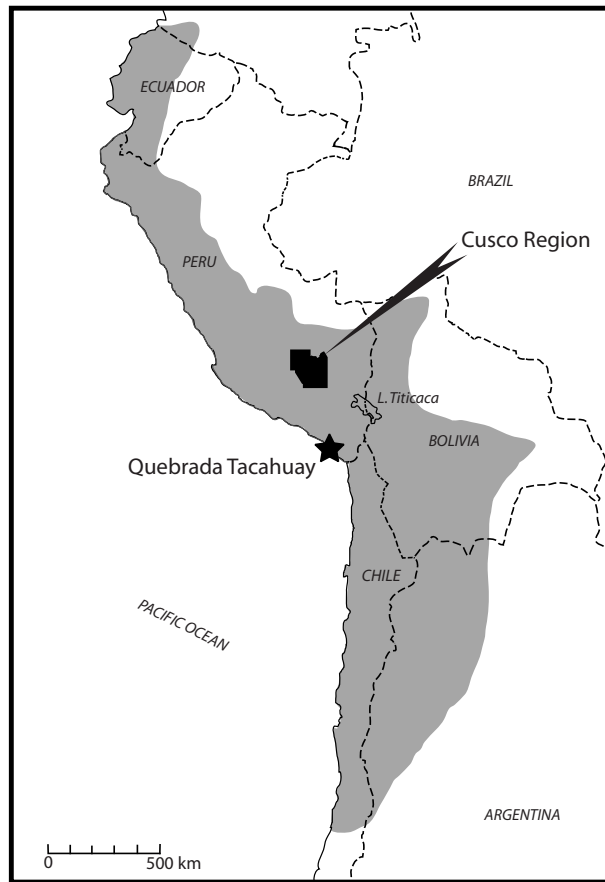 ECUADOR
BRAZIL
Cusco Region
PERU
L.Titicaca
BOLIVIA
Quebrada Tacahuay
CHILE
PACIFIC OCEAN
ARGENTINA
0 500 km